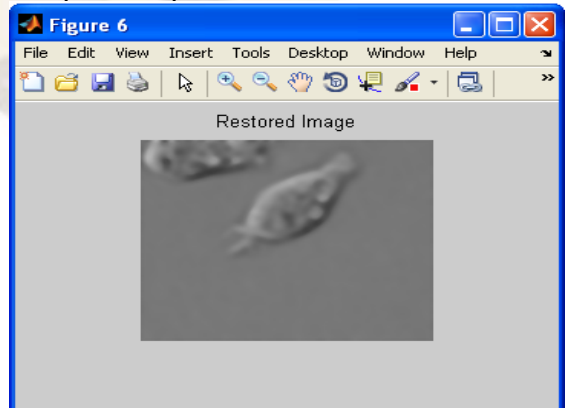 Figure 6
File Edit View Insert Tools Desktop Window Help
Restored Image